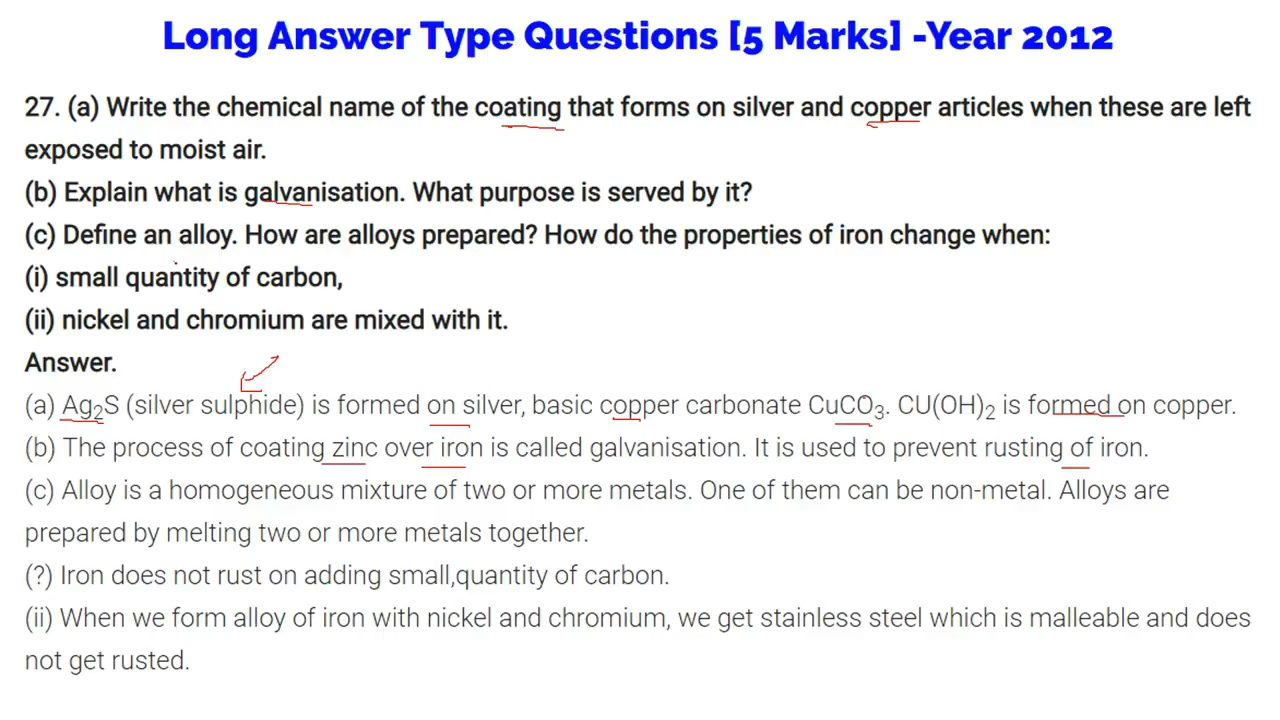 Long Answer Type Questions [5 Marks] -Year 2012
27. (a) Write the chemical name of the coating that forms on silver and copper articles when these are left
exposed to moist air.
(b) Explain what is galvanisation. What purpose is served by it?
(c) Define an alloy. How are alloys prepared? How do the properties of iron change when:
(i) small quantity of carbon,
(ii) nickel and chromium are mixed with it.
Answer.
(a) Ag₂S (silver sulphide) is formed on silver, basic copper carbonate CuCO₃. CU(OH)₂ is formed on copper.
(b) The process of coating zinc over iron is called galvanisation. It is used to prevent rusting of iron.
(c) Alloy is a homogeneous mixture of two or more metals. One of them can be non-metal. Alloys are
prepared by melting two or more metals together.
(?) Iron does not rust on adding small,quantity of carbon.
(ii) When we form alloy of iron with nickel and chromium, we get stainless steel which is malleable and does
not get rusted.